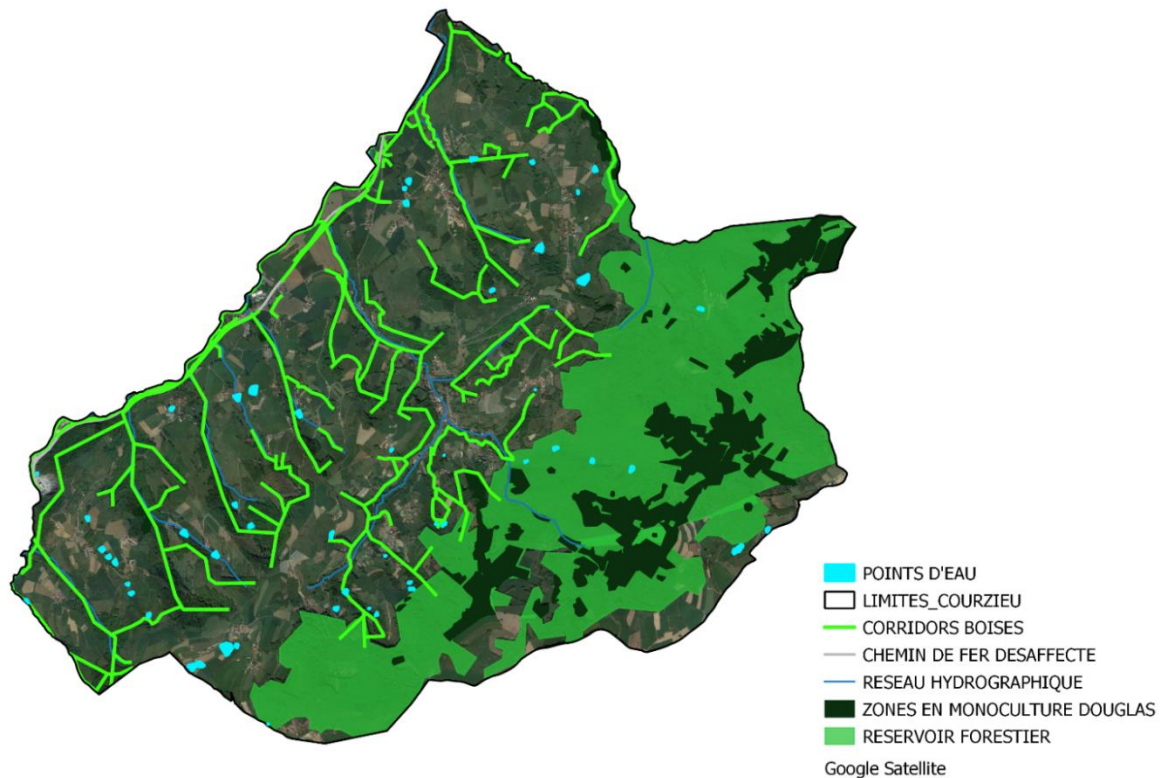 POINTS D'EAU
LIMITES_COURZIEU
CORRIDORS BOISES
CHEMIN DE FER DESAFFECTE
RESEAU HYDROGRAPHIQUE
ZONES EN MONOCULTURE DOUGLAS
RESERVOIR FORESTIER
Google Satellite